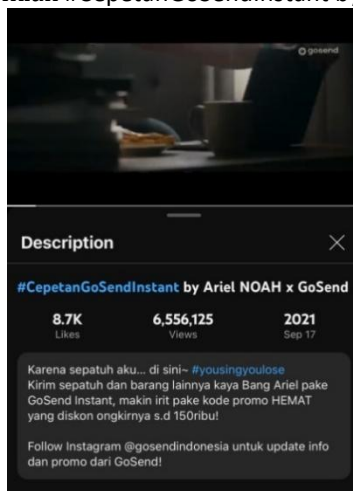 gosend
Description
#CepetanGoSendInstant by Ariel NOAH x GoSend
8.7K 6,556,125 2021
Likes Views Sep 17
Karena sepatuh aku... di sini~ #yousingyoulose
Kirim sepatuh dan barang lainnya kaya Bang Ariel pake
GoSend Instant, makin irit pake kode promo HEMAT
yang diskon ongkirnya s.d 150ribu!
Follow Instagram @gosendindonesia untuk update info
dan promo dari GoSend!